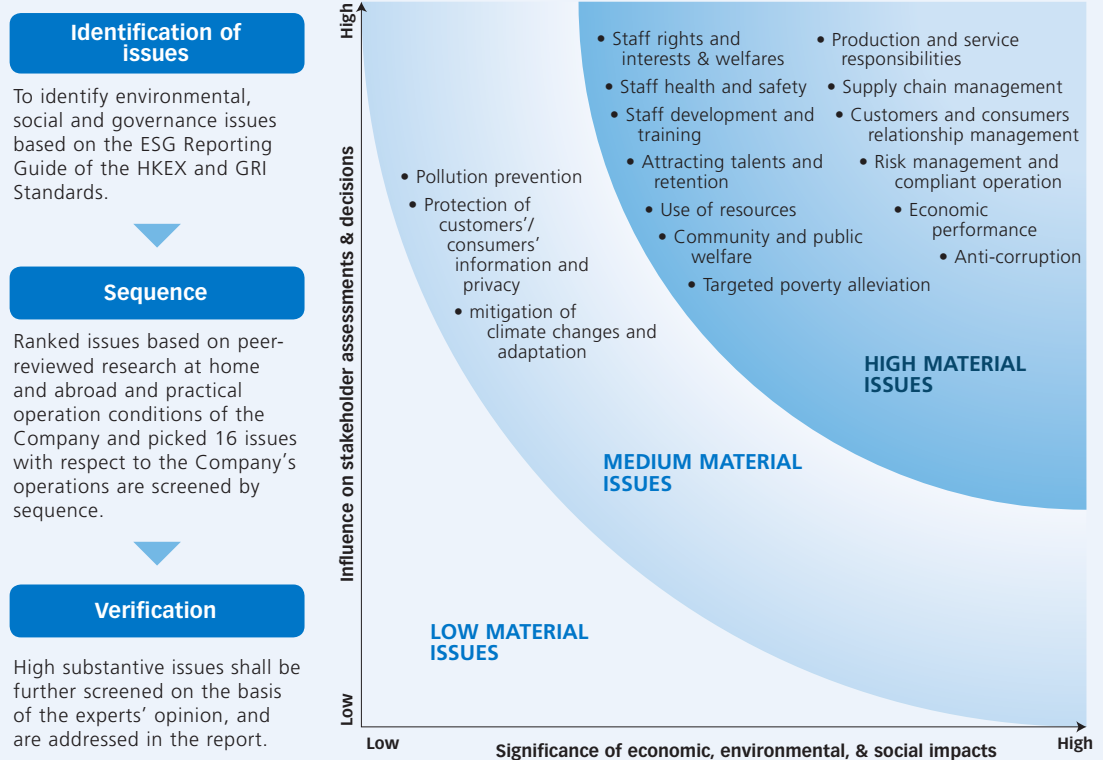 Identification of
issues
To identify environmental,
social and governance issues
based on the ESG Reporting
Guide of the HKEX and GRI
Standards.
Sequence
Ranked issues based on peer-
reviewed research at home
and abroad and practical
operation conditions of the
Company and picked 16 issues
with respect to the Company's
operations are screened by
sequence.
Verification
High substantive issues shall be
further screened on the basis
of the experts' opinion, and
are addressed in the report.
High
Influence on stakeholder assessments & decisions
Low
• Pollution prevention
• Protection of
customers'/
consumers'
information and
privacy
• mitigation of
climate changes and
adaptation
• Staff rights and
interests & welfares
• Staff health and safety
• Staff development and
training
• Attracting talents and
retention
• Use of resources
• Community and public
welfare
• Targeted poverty alleviation
• Production and service
responsibilities
• Supply chain management
• Customers and consumers
relationship management
• Risk management and
compliant operation
• Economic
performance
• Anti-corruption
HIGH MATERIAL
ISSUES
MEDIUM MATERIAL
ISSUES
LOW MATERIAL
ISSUES
Low
Significance of economic, environmental, & social impacts
High